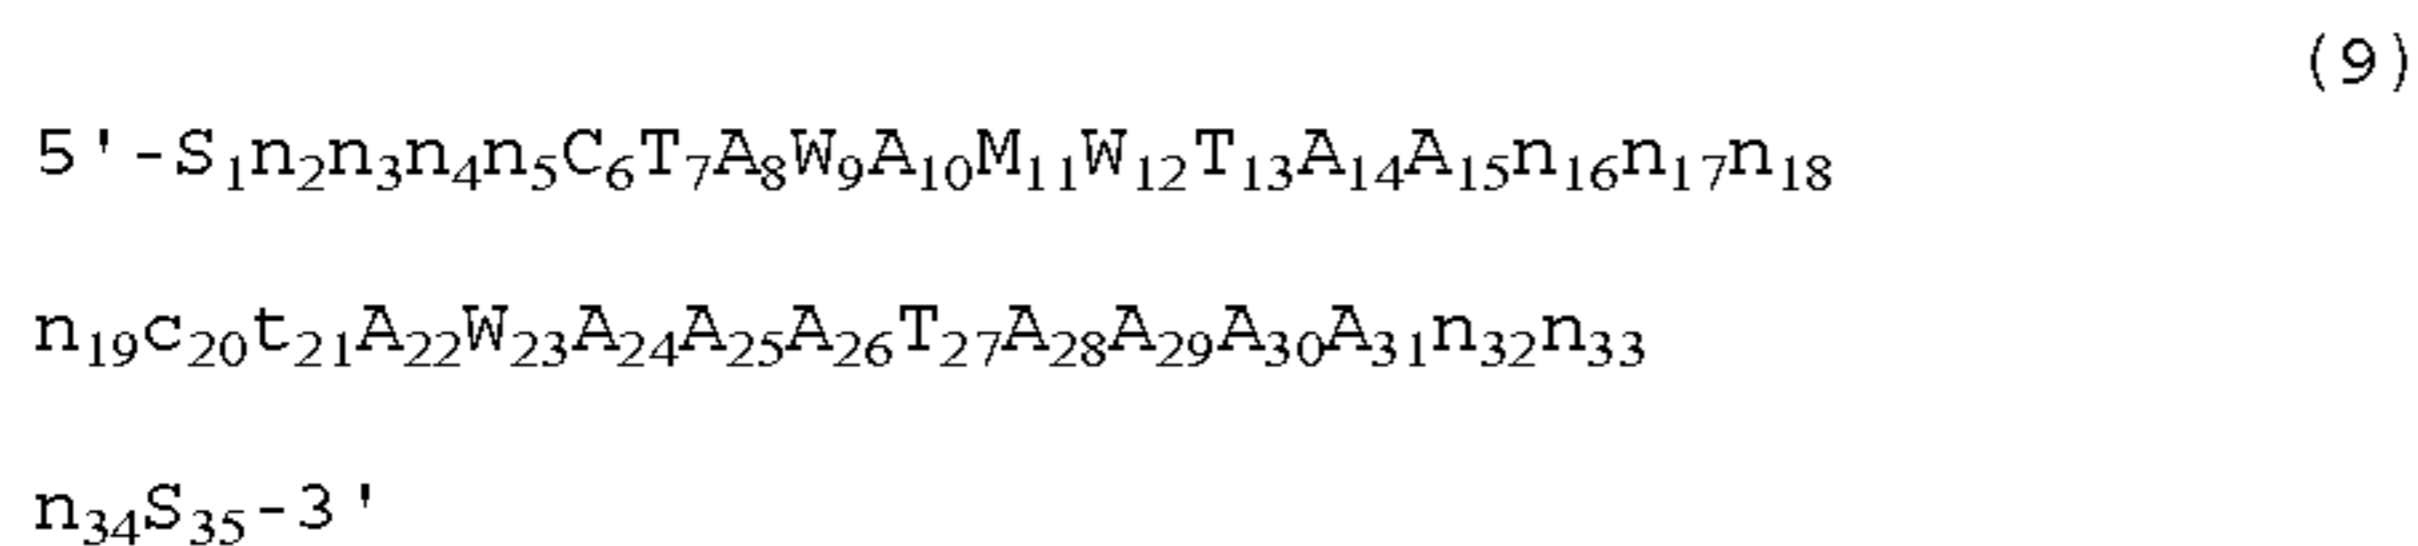 (9)
5'-S₁n₂n₃n₄n₅C₆T₇A₈W₉A₁₀M₁₁W₁₂T₁₃A₁₄A₁₅n₁₆n₁₇n₁₈
n₁₉c₂₀t₂₁A₂₂W₂₃A₂₄A₂₅A₂₆T₂₇A₂₈A₂₉A₃₀A₃₁n₃₂n₃₃
n₃₄S₃₅-3'